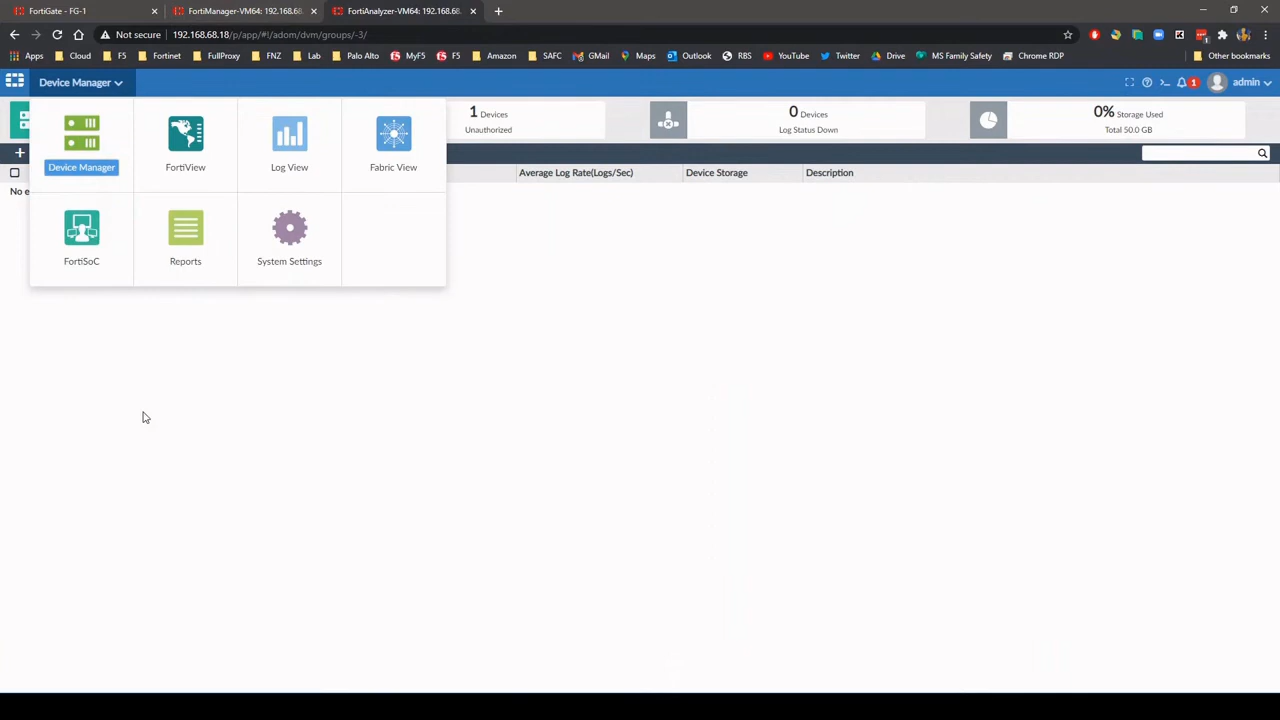 FortiGate - FG-1
FortiManager-VM64: 192.168.68.
FortiAnalyzer-VM64: 192.168.68.
Not secure 192.168.68.18/p/app/#!/adom/dvm/groups/-3/
Apps Cloud F5 Fortinet FullProxy FNZ Lab Palo Alto MyF5 F5 Amazon SAFC GMail Maps Outlook RBS YouTube Twitter Drive MS Family Safety Chrome RDP Other bookmarks
Device Manager
1 admin
1 Devices
Unauthorized
0 Devices
Log Status Down
0% Storage Used
Total 50.0 GB
Average Log Rate(Logs/Sec) Device Storage Description
No e
Device Manager FortiView Log View Fabric View
FortiSoC Reports System Settings